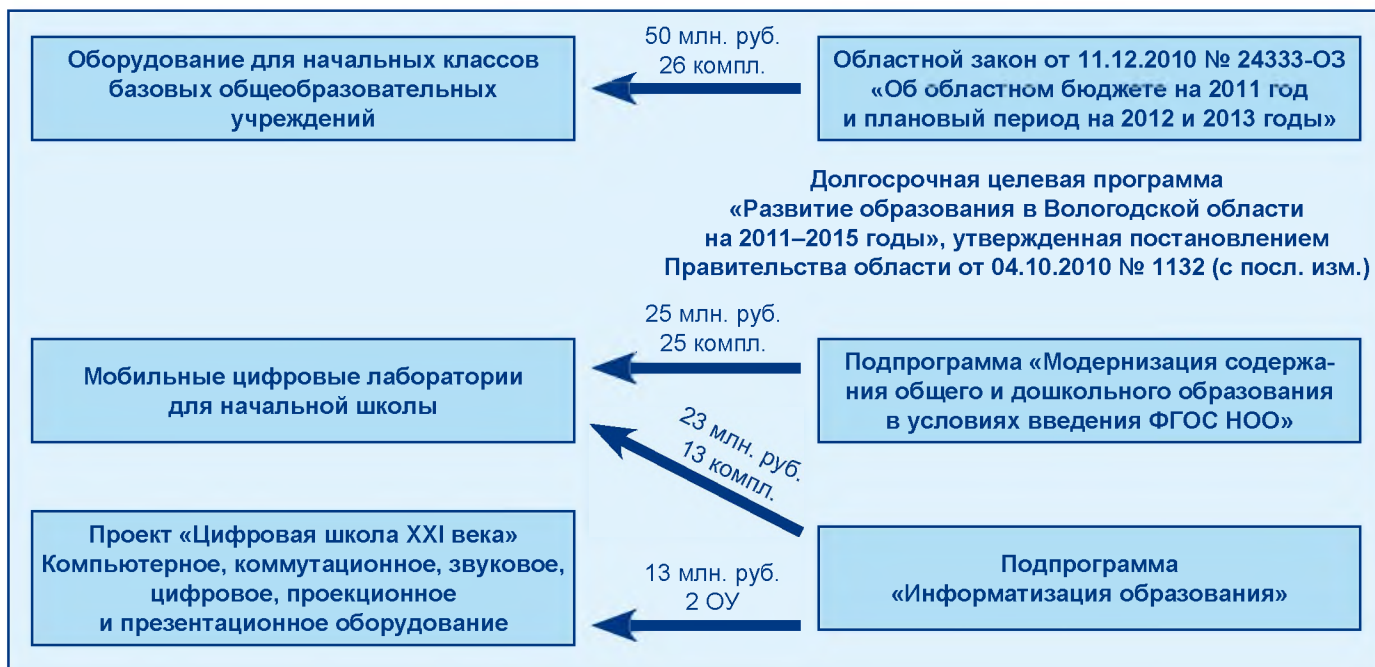 Оборудование для начальных классов
базовых общеобразовательных
учреждений
50 млн. руб.
26 компл.
Областной закон от 11.12.2010 № 24333-ОЗ
«Об областном бюджете на 2011 год
и плановый период на 2012 и 2013 годы»
Долгосрочная целевая программа
«Развитие образования в Вологодской области
на 2011–2015 годы», утвержденная постановлением
Правительства области от 04.10.2010 № 1132 (с посл. изм.)
Мобильные цифровые лаборатории
для начальной школы
25 млн. руб.
25 компл.
Подпрограмма «Модернизация содержа-
ния общего и дошкольного образования
в условиях введения ФГОС НОО»
23 млн. руб.
13 компл.
Проект «Цифровая школа XXI века»
Компьютерное, коммутационное, звуковое,
цифровое, проекционное
и презентационное оборудование
13 млн. руб.
2 ОУ
Подпрограмма
«Информатизация образования»